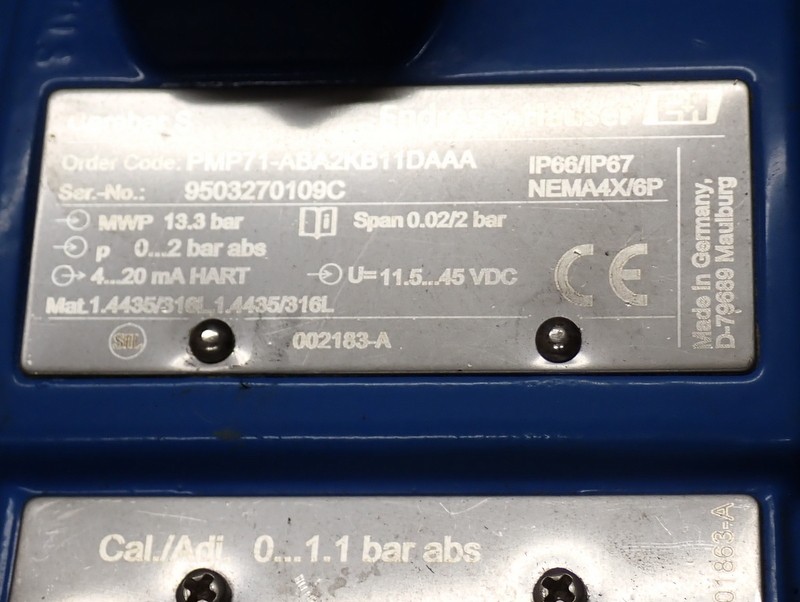 Endress+Hauser
Order Code: PMP71-ABA2KB11DAAA
IP66/IP67
Ser.-No.: 9503270109C
NEMA4X/6P
MWP 13.3 bar
Span 0.02/2 bar
p 0...2 bar abs
4...20 mA HART
U= 11.5...45 VDC
CE
Mat.1.4435/316L 1.4435/316L
002183-A
Made in Germany,
D-79689 Maulburg
Cal./Adj 0...1.1 bar abs